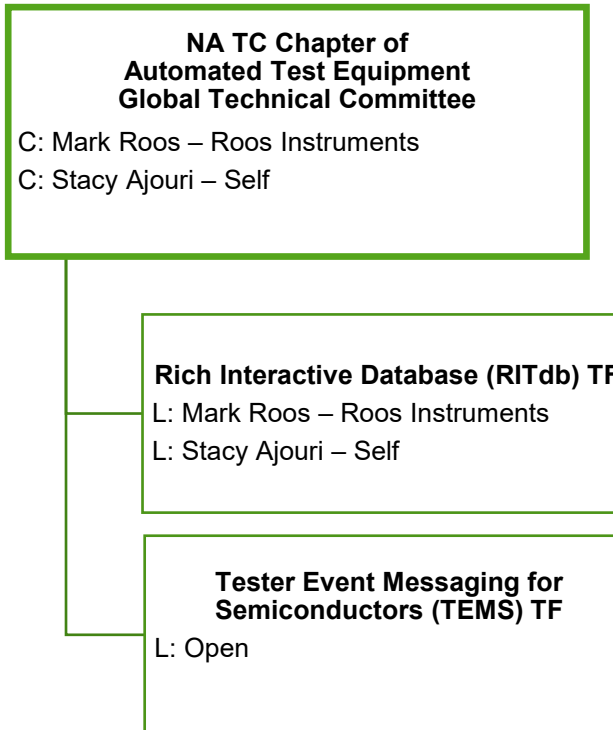 NA TC Chapter of
Automated Test Equipment
Global Technical Committee
C: Mark Roos – Roos Instruments
C: Stacy Ajouri – Self
Rich Interactive Database (RITdb) TF
L: Mark Roos – Roos Instruments
L: Stacy Ajouri – Self
Tester Event Messaging for
Semiconductors (TEMS) TF
L: Open